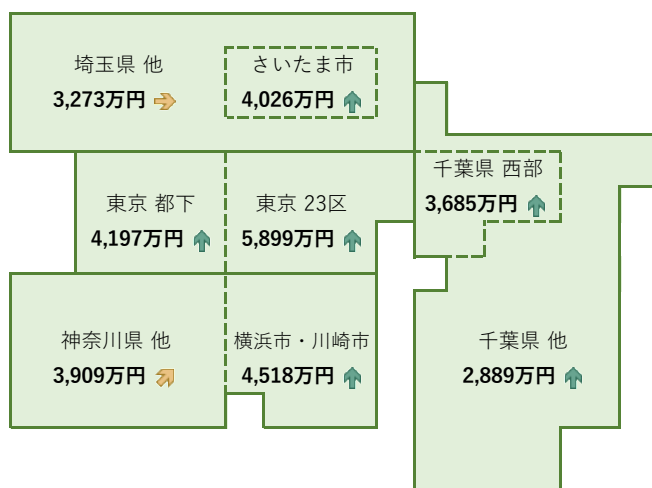 埼玉県 他
3,273万円
さいたま市
4,026万円
千葉県 西部
3,685万円
東京 都下
4,197万円
東京 23区
5,899万円
神奈川県 他
3,909万円
横浜市・川崎市
4,518万円
千葉県 他
2,889万円